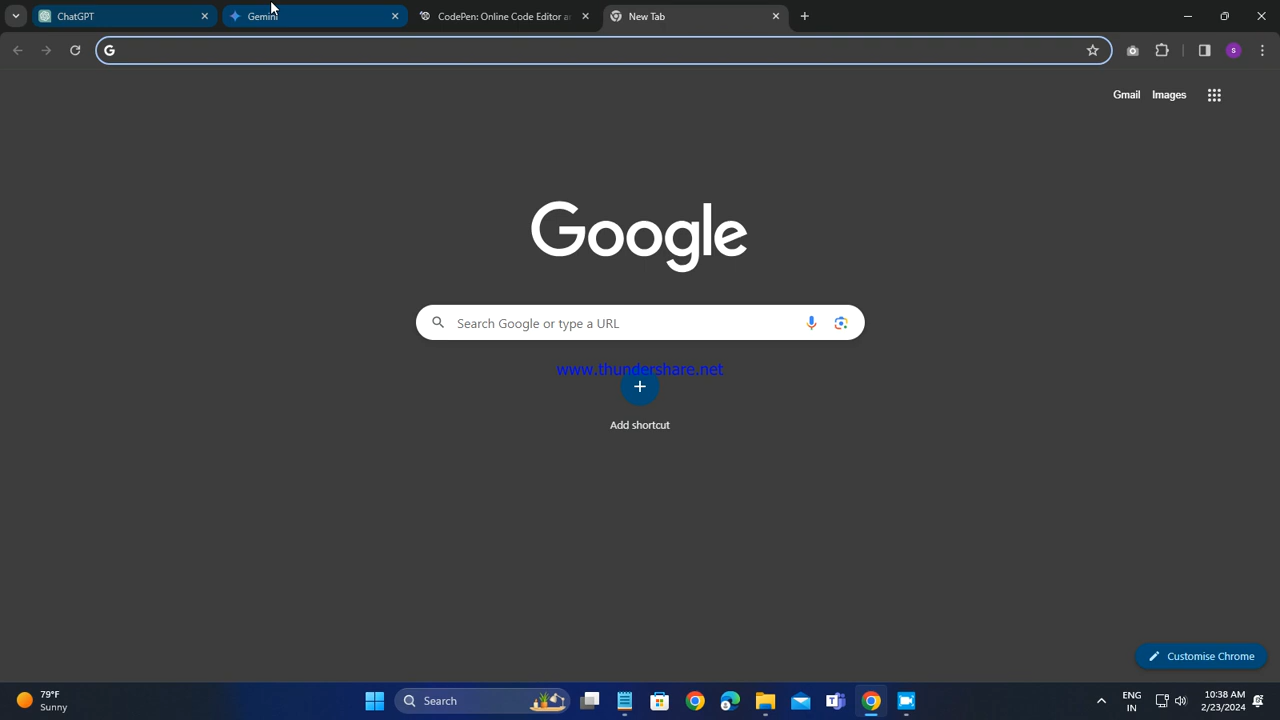 ChatGPT
Gemini
CodePen: Online Code Editor a
New Tab
Gmail
Images
Google
Search Google or type a URL
www.thundershare.net
Add shortcut
Customise Chrome
79°F
Sunny
Search
ENG
IN
10:38 AM
2/23/2024
S